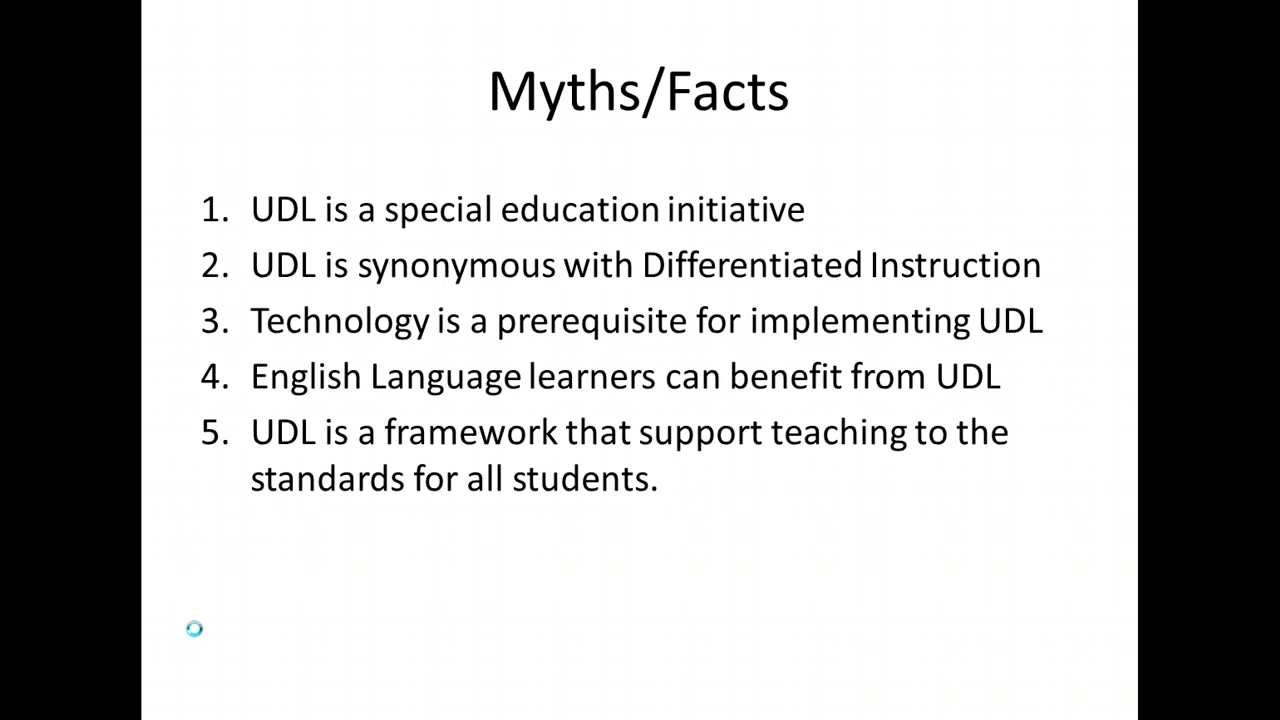 Myths/Facts
1. UDL is a special education initiative
2. UDL is synonymous with Differentiated Instruction
3. Technology is a prerequisite for implementing UDL
4. English Language learners can benefit from UDL
5. UDL is a framework that support teaching to the
standards for all students.